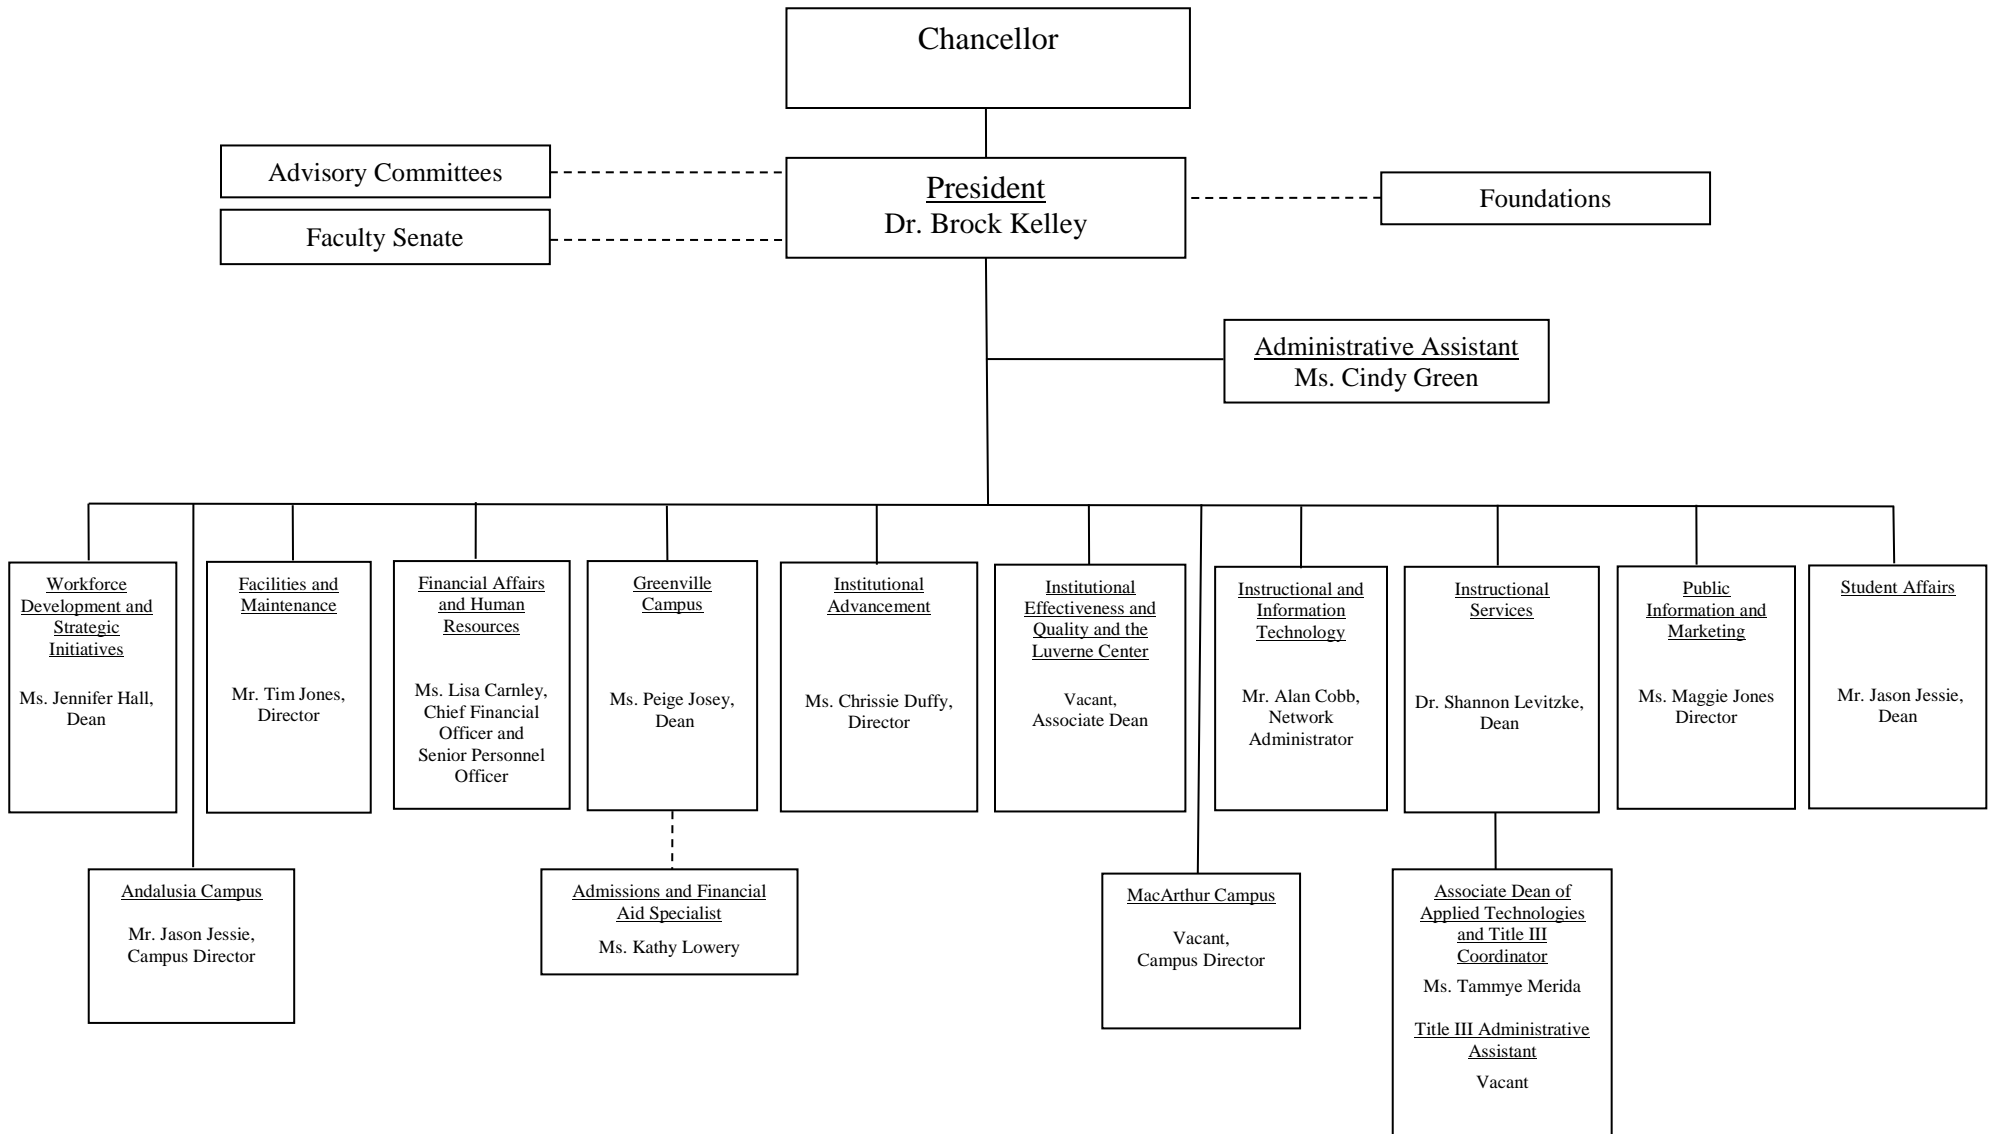 Chancellor
Advisory Committees
Faculty Senate
President
Dr. Brock Kelley
Foundations
Administrative Assistant
Ms. Cindy Green
Workforce
Development and
Strategic
Initiatives
Ms. Jennifer Hall,
Dean
Facilities and
Maintenance
Mr. Tim Jones,
Director
Financial Affairs
and Human
Resources
Ms. Lisa Carnley,
Chief Financial
Officer and
Senior Personnel
Officer
Greenville
Campus
Ms. Peige Josey,
Dean
Institutional
Advancement
Ms. Chrissie Duffy,
Director
Institutional
Effectiveness and
Quality and the
Luverne Center
Vacant,
Associate Dean
Instructional and
Information
Technology
Mr. Alan Cobb,
Network
Administrator
Instructional
Services
Dr. Shannon Levitzke,
Dean
Public
Information and
Marketing
Ms. Maggie Jones
Director
Student Affairs
Mr. Jason Jessie,
Dean
Andalusia Campus
Mr. Jason Jessie,
Campus Director
Admissions and Financial
Aid Specialist
Ms. Kathy Lowery
MacArthur Campus
Vacant,
Campus Director
Associate Dean of
Applied Technologies
and Title III
Coordinator
Ms. Tammye Merida
Title III Administrative
Assistant
Vacant